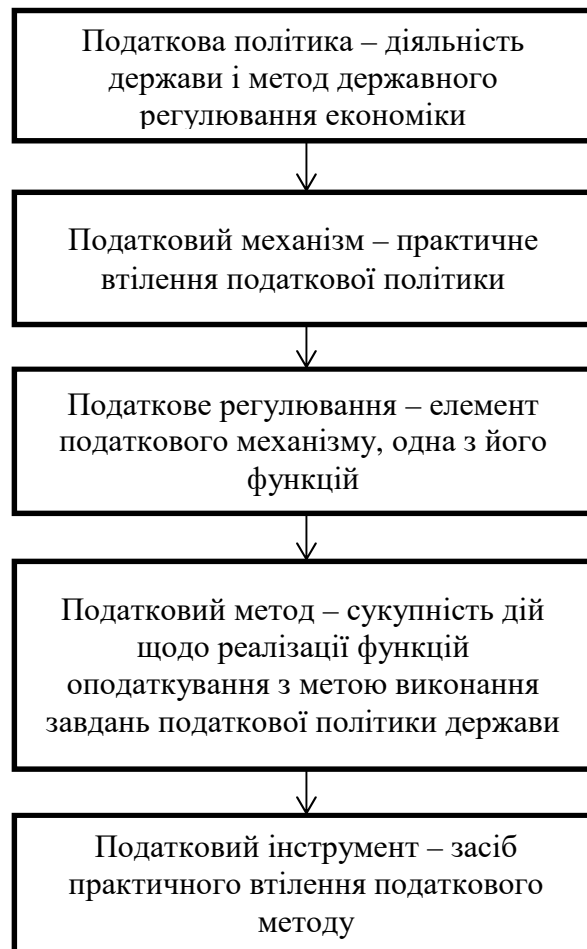 Податкова політика – діяльність
держави і метод державного
регулювання економіки
Податковий механізм – практичне
втілення податкової політики
Податкове регулювання – елемент
податкового механізму, одна з його
функцій
Податковий метод – сукупність дій
щодо реалізації функцій
оподаткування з метою виконання
завдань податкової політики держави
Податковий інструмент – засіб
практичного втілення податкового
методу